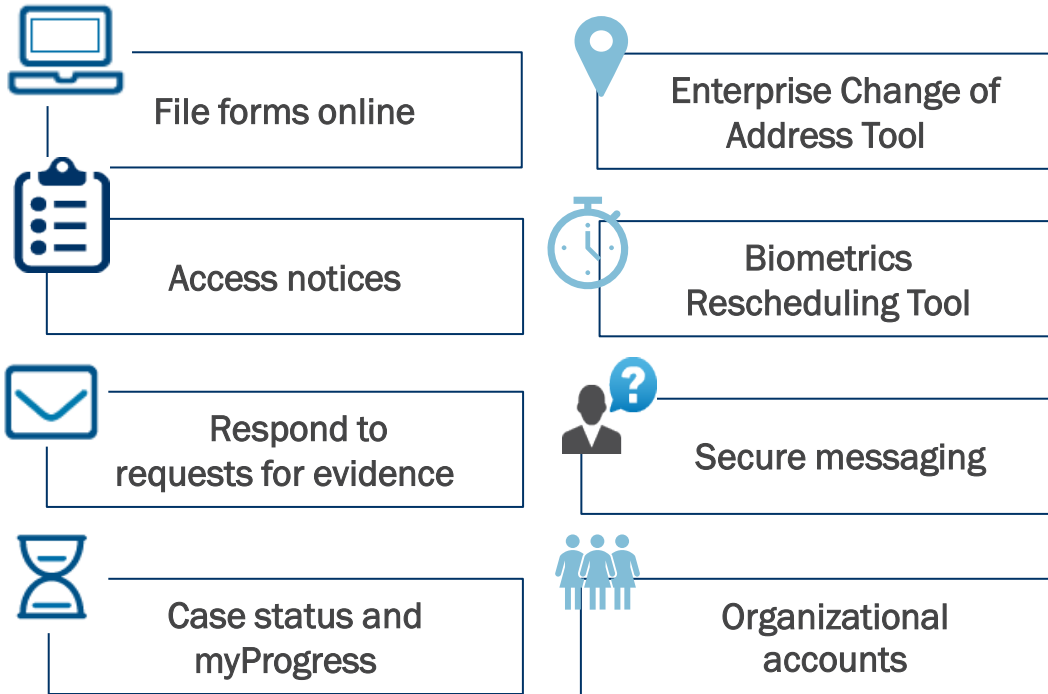 File forms online
Access notices
Respond to
requests for evidence
Case status and
myProgress
Enterprise Change of
Address Tool
Biometrics
Rescheduling Tool
?
Secure messaging
Organizational
accounts